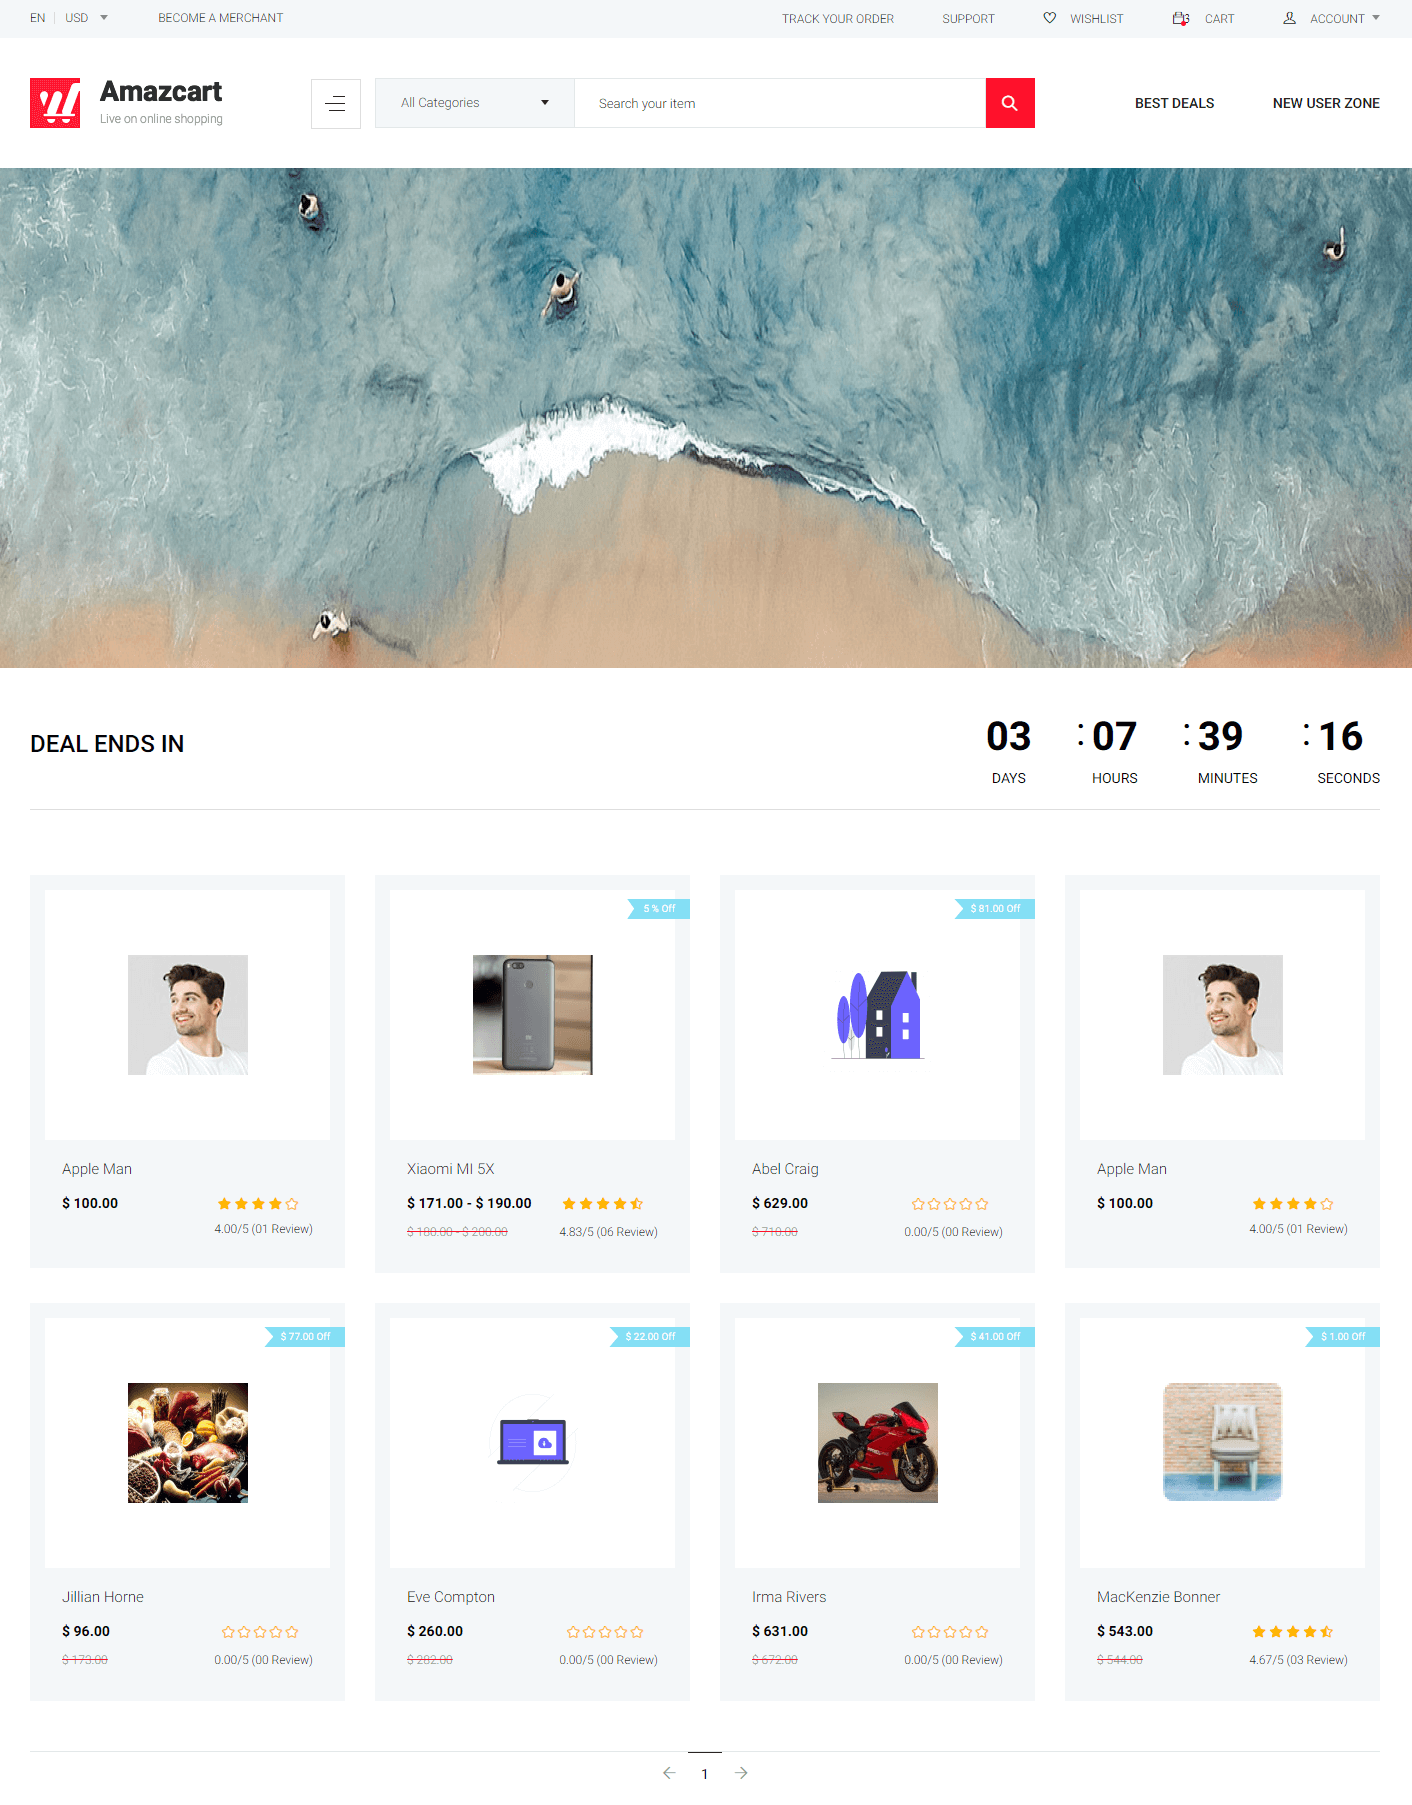 EN USD BECOME A MERCHANT TRACK YOUR ORDER SUPPORT WISHLIST 3 CART ACCOUNT
Amazcart
Live on online shopping
All Categories
Search your item
BEST DEALS NEW USER ZONE
DEAL ENDS IN
03 : 07 : 39 : 16
DAYS HOURS MINUTES SECONDS
5 % Off
$ 81.00 Off
Apple Man
$ 100.00
4.00/5 (01 Review)
Xiaomi MI 5X
$ 171.00 - $ 190.00
$ 180.00 - $ 200.00
4.83/5 (06 Review)
Abel Craig
$ 629.00
$ 710.00
0.00/5 (00 Review)
Apple Man
$ 100.00
4.00/5 (01 Review)
$ 77.00 Off
$ 22.00 Off
$ 41.00 Off
$ 1.00 Off
Jillian Horne
$ 96.00
$ 173.00
0.00/5 (00 Review)
Eve Compton
$ 260.00
$ 282.00
0.00/5 (00 Review)
Irma Rivers
$ 631.00
$ 672.00
0.00/5 (00 Review)
MacKenzie Bonner
$ 543.00
$ 544.00
4.67/5 (03 Review)
1